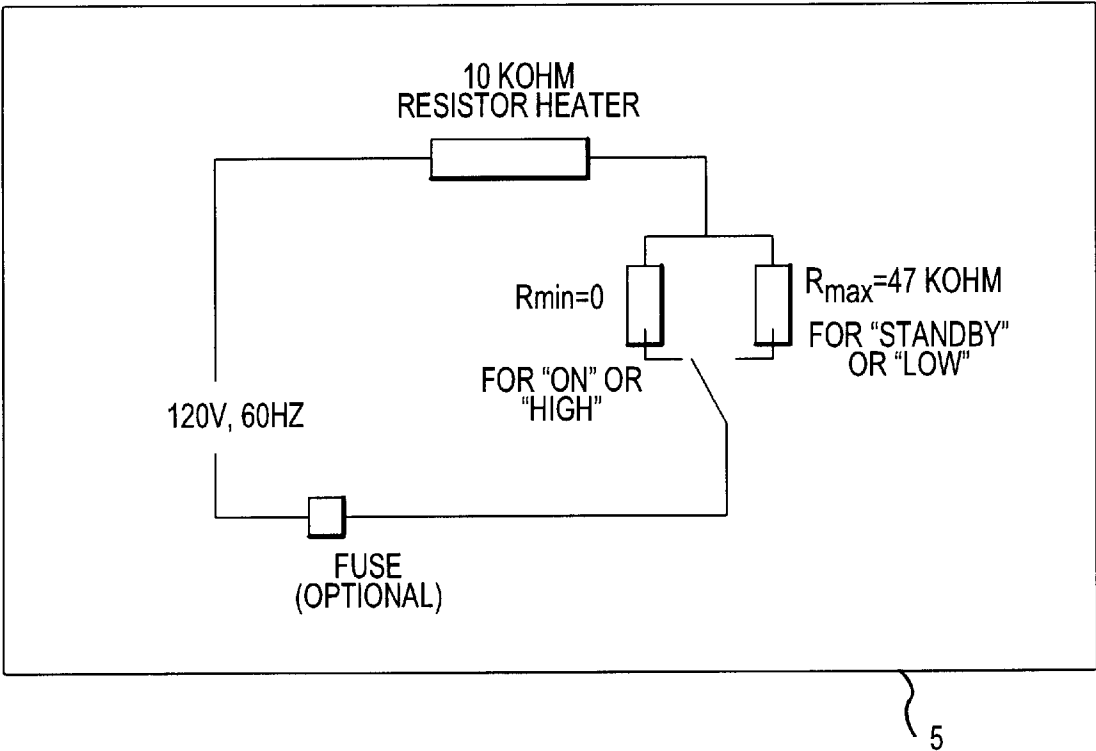 10 KOHM
RESISTOR HEATER
Rmin=0
Rmax=47 KOHM
FOR “STANDBY”
OR “LOW”
FOR “ON” OR
“HIGH”
120V, 60HZ
FUSE
(OPTIONAL)
5